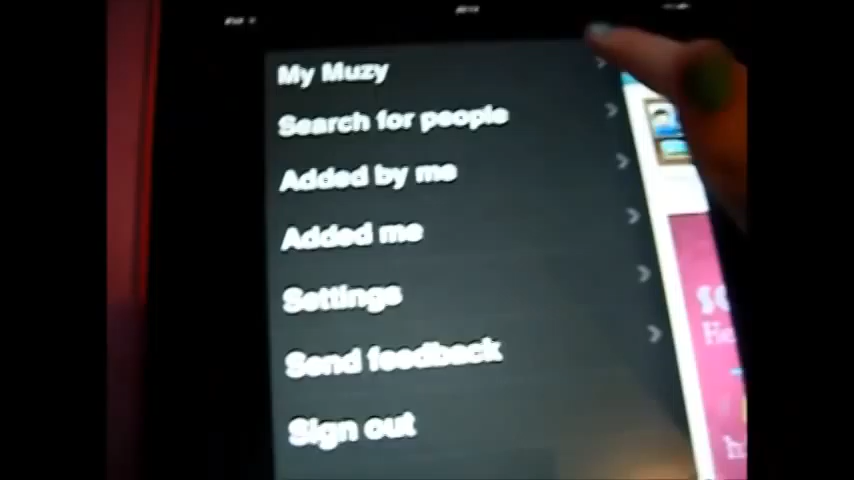 My Muzy
Search for people
Added by me
Added me
Settings
Send feedback
Sign out